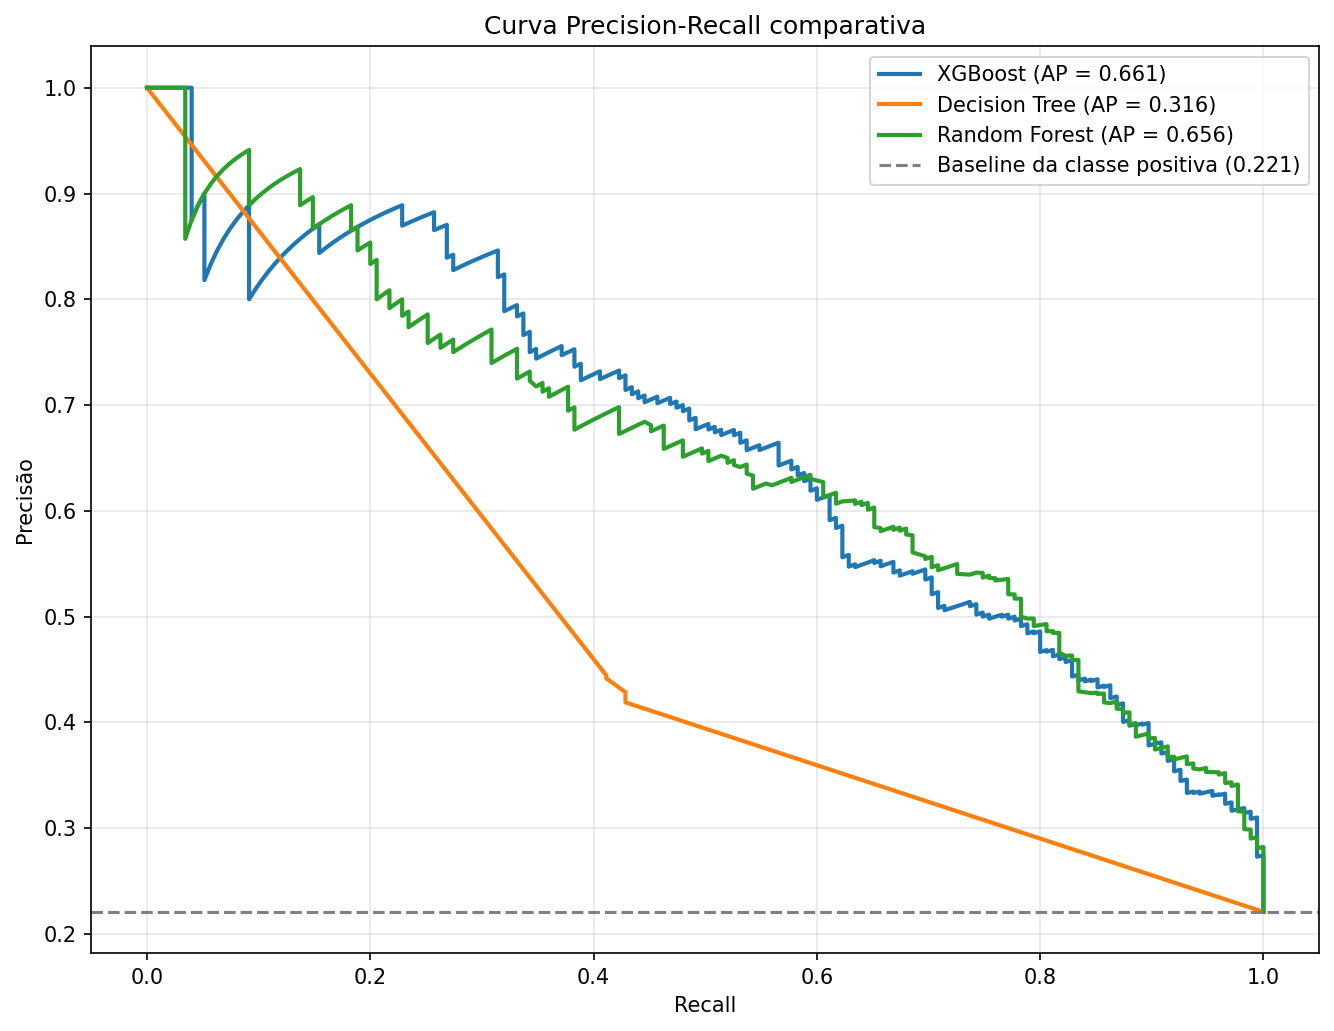 Curva Precision-Recall comparativa
XGBoost (AP = 0.661)
Decision Tree (AP = 0.316)
Random Forest (AP = 0.656)
Baseline da classe positiva (0.221)
Precisão
1.0
0.9
0.8
0.7
0.6
0.5
0.4
0.3
0.2
0.0 0.2 0.4 0.6 0.8 1.0
Recall